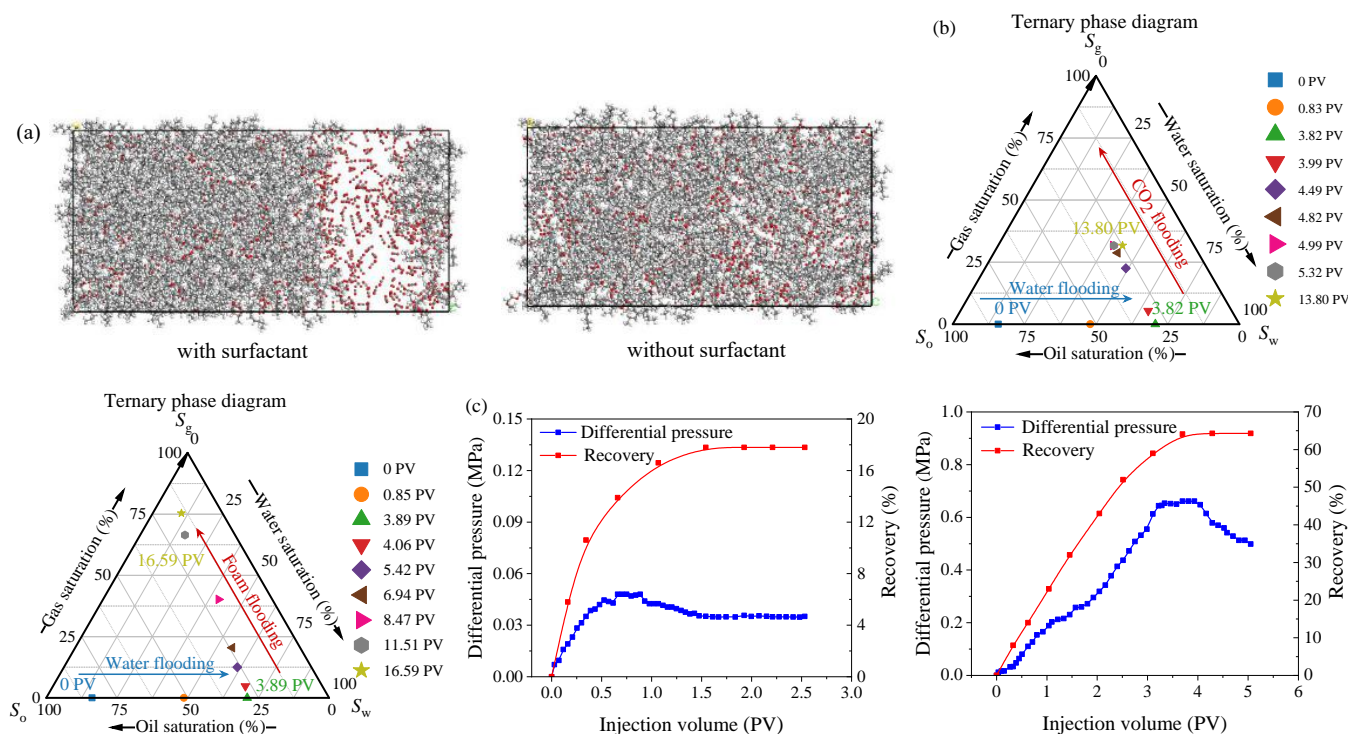 (a)
with surfactant
without surfactant
(b)
Ternary phase diagram
S_g
0
100
75
50
25
0
25
50
75
100
Gas saturation (%)
Water saturation (%)
CO2 flooding
13.80 PV
Water flooding
0 PV
3.82 PV
S_o
100
75
50
25
0
S_w
Oil saturation (%)
0 PV
0.83 PV
3.82 PV
3.99 PV
4.49 PV
4.82 PV
4.99 PV
5.32 PV
13.80 PV
Ternary phase diagram
S_g
0
100
75
50
25
0
25
50
75
100
Gas saturation (%)
Water saturation (%)
Foam flooding
16.59 PV
Water flooding
0 PV
3.89 PV
S_o
100
75
50
25
0
S_w
Oil saturation (%)
0 PV
0.85 PV
3.89 PV
4.06 PV
5.42 PV
6.94 PV
8.47 PV
11.51 PV
16.59 PV
(c)
Differential pressure
Recovery
Differential pressure (MPa)
0.15
0.12
0.09
0.06
0.03
0.00
20
16
12
8
4
0
Recovery (%)
0.0 0.5 1.0 1.5 2.0 2.5 3.0
Injection volume (PV)
Differential pressure
Recovery
Differential pressure (MPa)
1.0
0.8
0.6
0.4
0.2
0.0
70
60
50
40
30
20
10
0
Recovery (%)
0 1 2 3 4 5 6
Injection volume (PV)